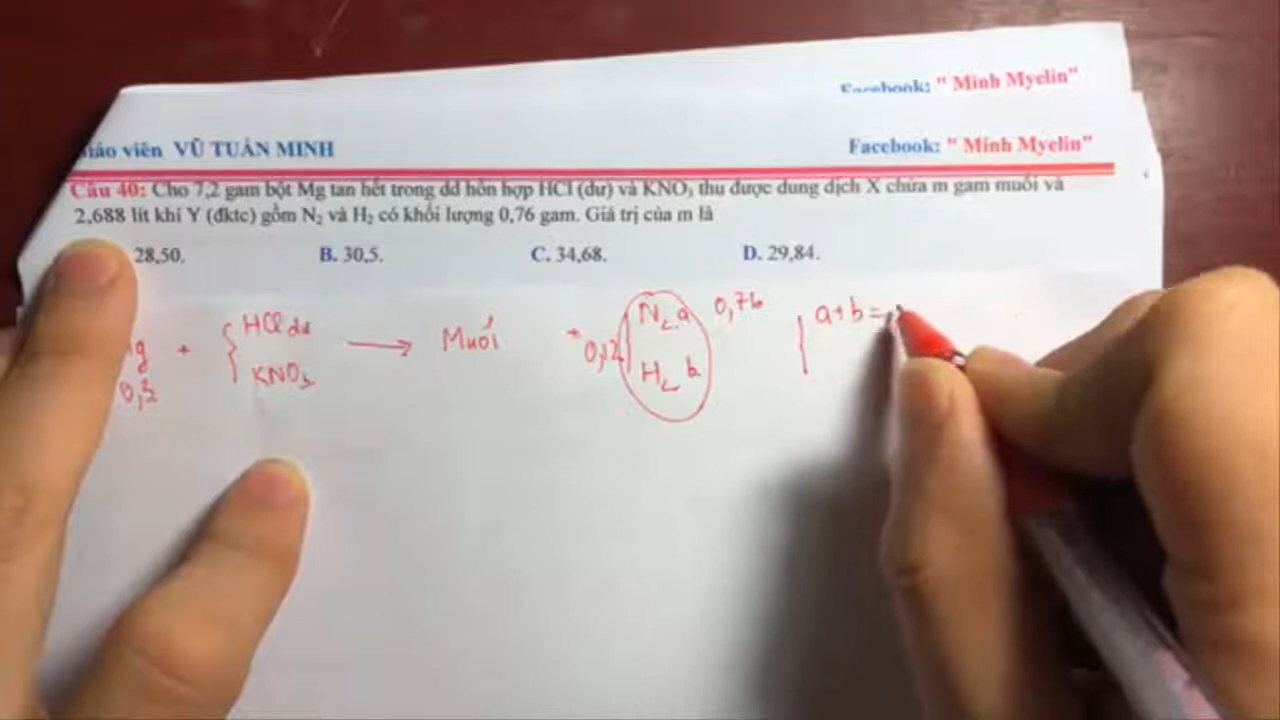 Facebook: " Minh Myelin"
iáo viên VŨ TUẤN MINH
Facebook: " Minh Myelin"
Câu 40: Cho 7,2 gam bột Mg tan hết trong dd hỗn hợp HCl (dư) và KNO3 thu được dung dịch X chứa m gam muối và
2,688 lít khí Y (đktc) gồm N2 và H2 có khối lượng 0,76 gam. Giá trị của m là
28,50. B. 30,5. C. 34,68. D. 29,84.
HCl dư
KNO3
Muối
+
0,12
N2 a
H2 b
0,76
a+b=
g
0,3
+